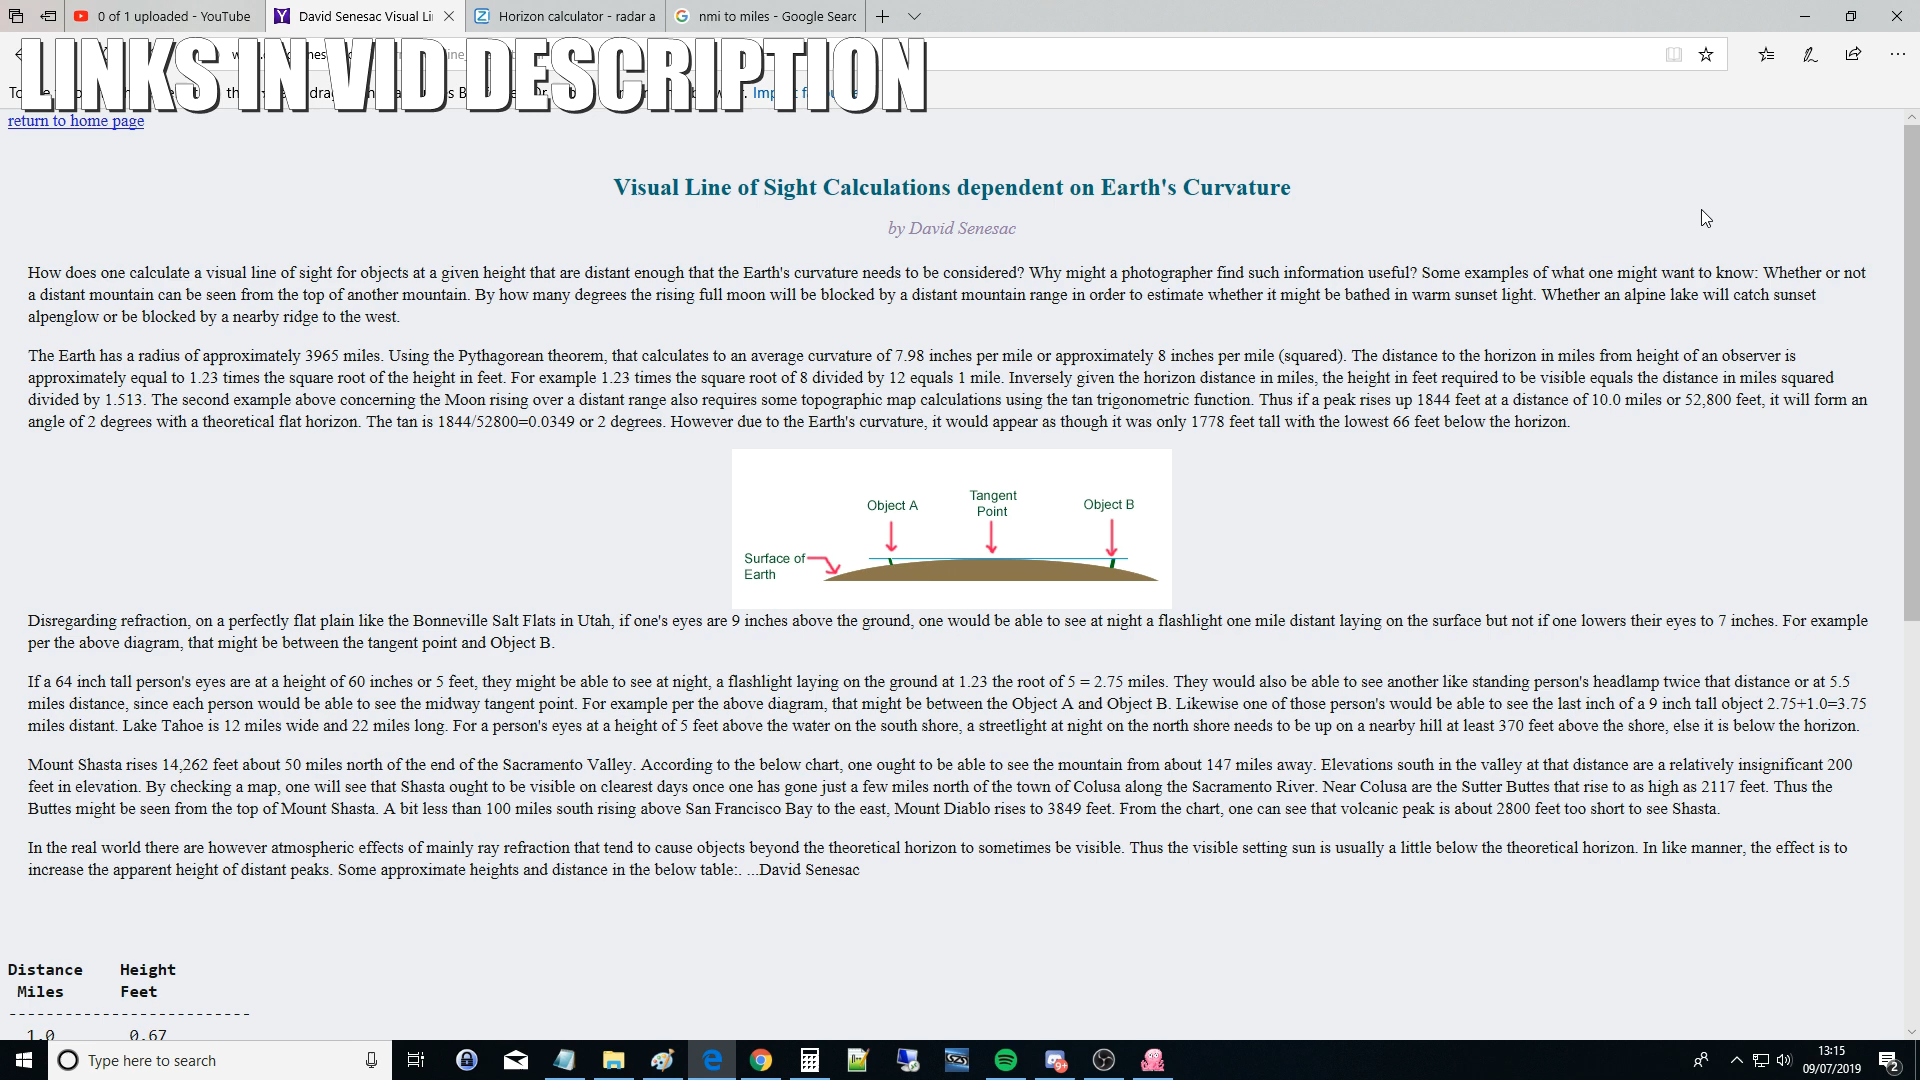 0 of 1 uploaded - YouTube
David Senesac Visual Li
Horizon calculator - radar a
nmi to miles - Google Searc
LINKS IN VID DESCRIPTION
return to home page
Visual Line of Sight Calculations dependent on Earth's Curvature
by David Senesac
How does one calculate a visual line of sight for objects at a given height that are distant enough that the Earth's curvature needs to be considered? Why might a photographer find such information useful? Some examples of what one might want to know: Whether or not
a distant mountain can be seen from the top of another mountain. By how many degrees the rising full moon will be blocked by a distant mountain range in order to estimate whether it might be bathed in warm sunset light. Whether an alpine lake will catch sunset
alpenglow or be blocked by a nearby ridge to the west.
The Earth has a radius of approximately 3965 miles. Using the Pythagorean theorem, that calculates to an average curvature of 7.98 inches per mile or approximately 8 inches per mile (squared). The distance to the horizon in miles from height of an observer is
approximately equal to 1.23 times the square root of the height in feet. For example 1.23 times the square root of 8 divided by 12 equals 1 mile. Inversely given the horizon distance in miles, the height in feet required to be visible equals the distance in miles squared
divided by 1.513. The second example above concerning the Moon rising over a distant range also requires some topographic map calculations using the tan trigonometric function. Thus if a peak rises up 1844 feet at a distance of 10.0 miles or 52,800 feet, it will form an
angle of 2 degrees with a theoretical flat horizon. The tan is 1844/52800=0.0349 or 2 degrees. However due to the Earth's curvature, it would appear as though it was only 1778 feet tall with the lowest 66 feet below the horizon.
Object A
Tangent
Point
Object B
Surface of
Earth
Disregarding refraction, on a perfectly flat plain like the Bonneville Salt Flats in Utah, if one's eyes are 9 inches above the ground, one would be able to see at night a flashlight one mile distant laying on the surface but not if one lowers their eyes to 7 inches. For example
per the above diagram, that might be between the tangent point and Object B.
If a 64 inch tall person's eyes are at a height of 60 inches or 5 feet, they might be able to see at night, a flashlight laying on the ground at 1.23 the root of 5 = 2.75 miles. They would also be able to see another like standing person's headlamp twice that distance or at 5.5
miles distance, since each person would be able to see the midway tangent point. For example per the above diagram, that might be between the Object A and Object B. Likewise one of those person's would be able to see the last inch of a 9 inch tall object 2.75+1.0=3.75
miles distant. Lake Tahoe is 12 miles wide and 22 miles long. For a person's eyes at a height of 5 feet above the water on the south shore, a streetlight at night on the north shore needs to be up on a nearby hill at least 370 feet above the shore, else it is below the horizon.
Mount Shasta rises 14,262 feet about 50 miles north of the end of the Sacramento Valley. According to the below chart, one ought to be able to see the mountain from about 147 miles away. Elevations south in the valley at that distance are a relatively insignificant 200
feet in elevation. By checking a map, one will see that Shasta ought to be visible on clearest days once one has gone just a few miles north of the town of Colusa along the Sacramento River. Near Colusa are the Sutter Buttes that rise to as high as 2117 feet. Thus the
Buttes might be seen from the top of Mount Shasta. A bit less than 100 miles south rising above San Francisco Bay to the east, Mount Diablo rises to 3849 feet. From the chart, one can see that volcanic peak is about 2800 feet too short to see Shasta.
In the real world there are however atmospheric effects of mainly ray refraction that tend to cause objects beyond the theoretical horizon to sometimes be visible. Thus the visible setting sun is usually a little below the theoretical horizon. In like manner, the effect is to
increase the apparent height of distant peaks. Some approximate heights and distance in the below table:. ...David Senesac
Distance Height
Miles Feet
--------------------------
1.0 0.67
Type here to search
13:15
09/07/2019